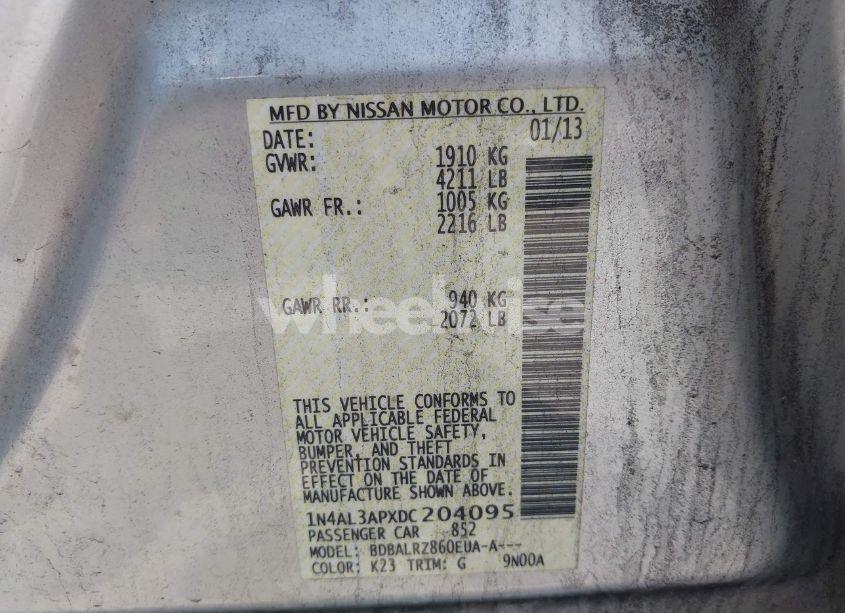 MFD BY NISSAN MOTOR CO., LTD.
DATE: 01/13
GVWR: 1910 KG
4211 LB
GAWR FR.: 1005 KG
2216 LB
GAWR RR.: 940 KG
2072 LB
THIS VEHICLE CONFORMS TO
ALL APPLICABLE FEDERAL
MOTOR VEHICLE SAFETY,
BUMPER, AND THEFT
PREVENTION STANDARDS IN
EFFECT ON THE DATE OF
MANUFACTURE SHOWN ABOVE.
1N4AL3APXDC204095
PASSENGER CAR 852
MODEL: BDBALRZ860EUA-A---
COLOR: K23 TRIM: G 9N00A